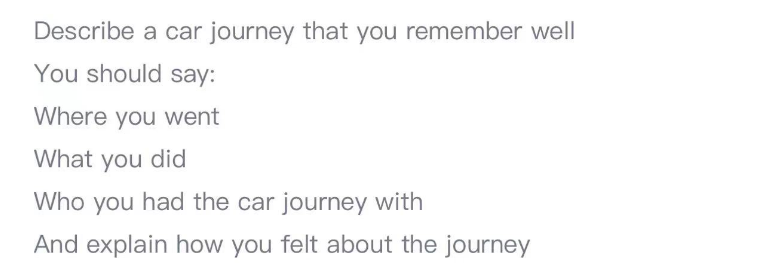 Describe a car journey that you remember well
You should say:
Where you went
What you did
Who you had the car journey with
And explain how you felt about the journey